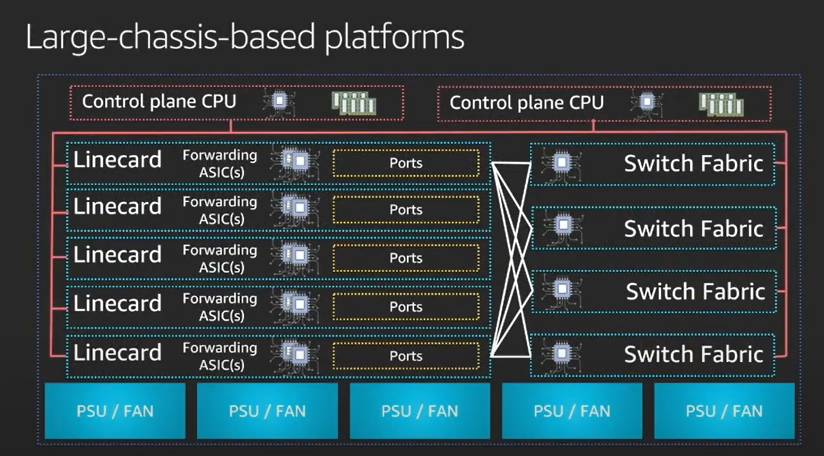 Large-chassis-based platforms
Control plane CPU
Control plane CPU
Linecard
Forwarding
ASIC(s)
Ports
Linecard
Forwarding
ASIC(s)
Ports
Linecard
Forwarding
ASIC(s)
Ports
Linecard
Forwarding
ASIC(s)
Ports
Linecard
Forwarding
ASIC(s)
Ports
Switch Fabric
Switch Fabric
Switch Fabric
Switch Fabric
PSU / FAN
PSU / FAN
PSU / FAN
PSU / FAN
PSU / FAN